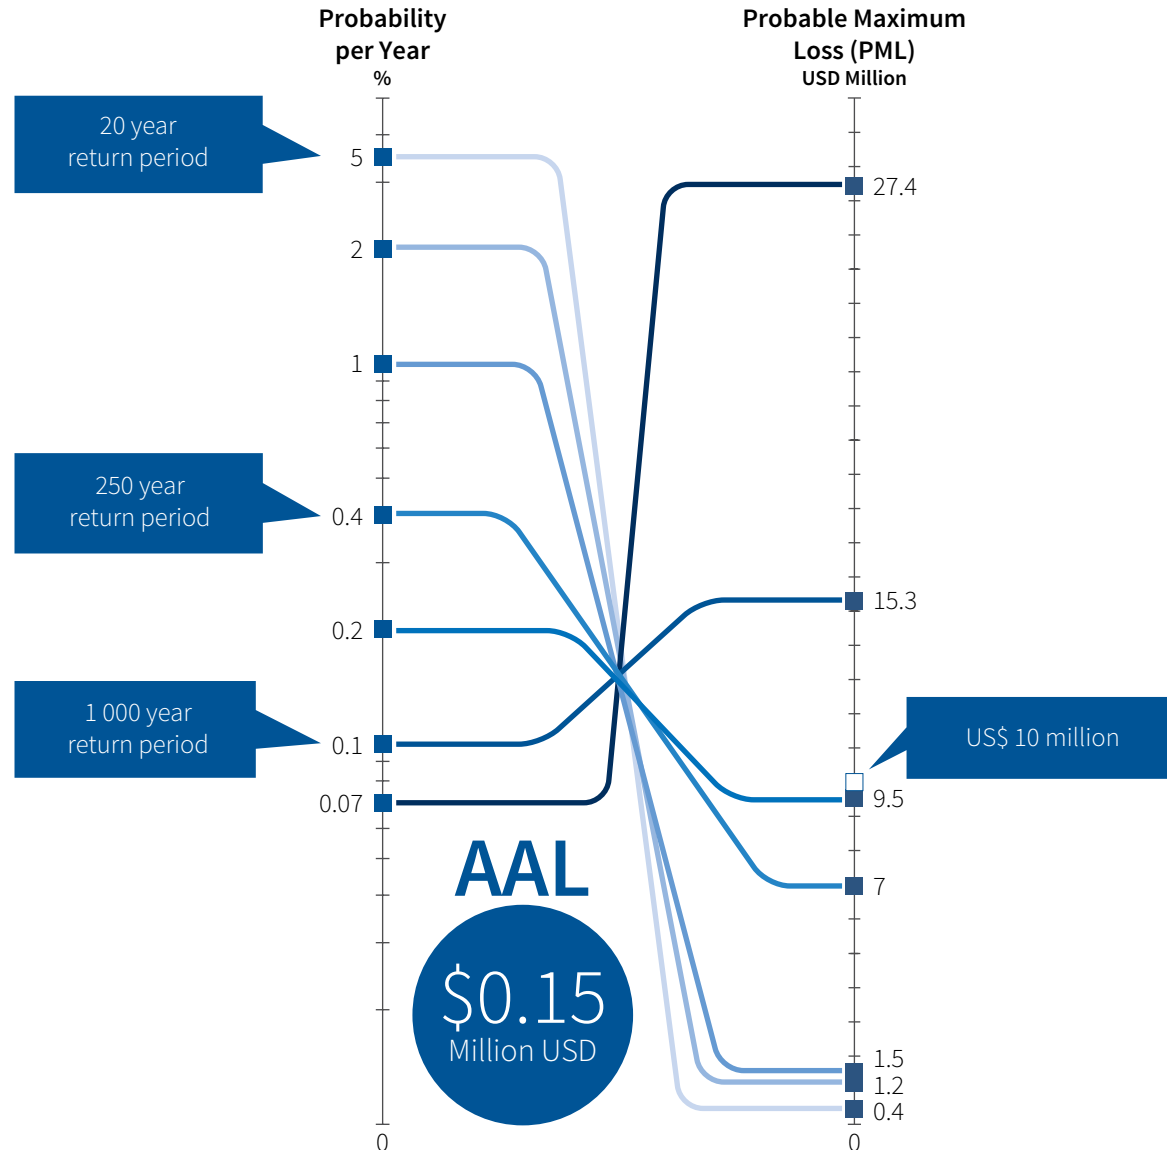 Probability
per Year
%
Probable Maximum
Loss (PML)
USD Million
20 year
return period
5
27.4
2
1
250 year
return period
0.4
15.3
0.2
1 000 year
return period
0.1
US$ 10 million
0.07
9.5
AAL
7
$0.15
Million USD
1.5
1.2
0.4
0
0